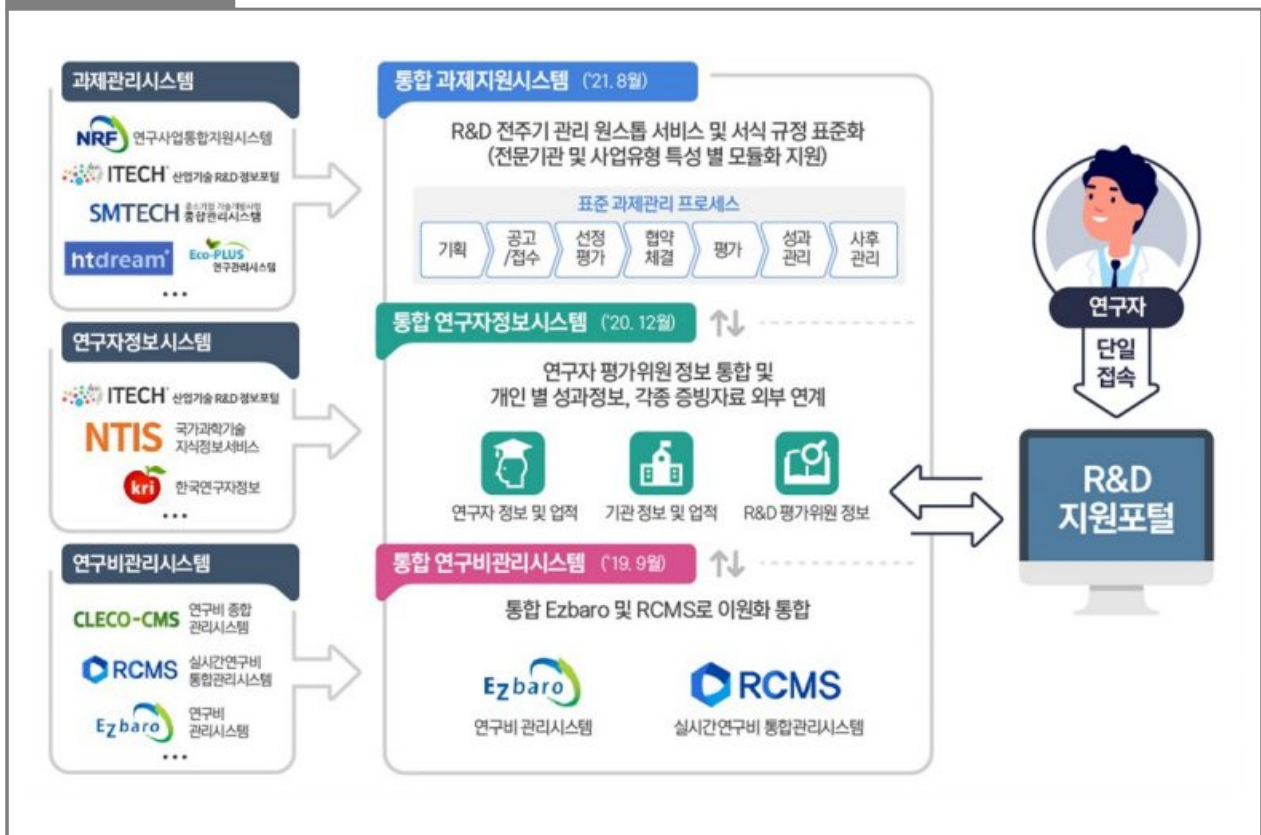 과제관리시스템
NRF 연구사업통합지원시스템
ITECH 산업기술 R&D 정보포털
SMTECH 중소기업 기술개발사업
종합관리시스템
htdream
Eco-PLUS
연구관리시스템
...
연구자정보시스템
ITECH 산업기술 R&D 정보포털
NTIS 국가과학기술
지식정보서비스
kri 한국연구자정보
...
연구비관리시스템
CLECO-CMS 연구비 종합
관리시스템
RCMS 실시간연구비
통합관리시스템
Ezbaro 연구비
관리시스템
...
통합 과제지원시스템 ('21. 8월)
R&D 전주기 관리 원스톱 서비스 및 서식 규정 표준화
(전문기관 및 사업유형 특성 별 모듈화 지원)
표준 과제관리 프로세스
기획
공고
/접수
선정
평가
협약
체결
평가
성과
관리
사후
관리
통합 연구자정보시스템 ('20. 12월)
연구자 평가위원 정보 통합 및
개인 별 성과정보, 각종 증빙자료 외부 연계
연구자 정보 및 업적
기관 정보 및 업적
R&D 평가위원 정보
통합 연구비관리시스템 ('19. 9월)
통합 Ezbaro 및 RCMS로 이원화 통합
Ezbaro
연구비 관리시스템
RCMS
실시간연구비 통합관리시스템
연구자
단일
접속
R&D
지원포털